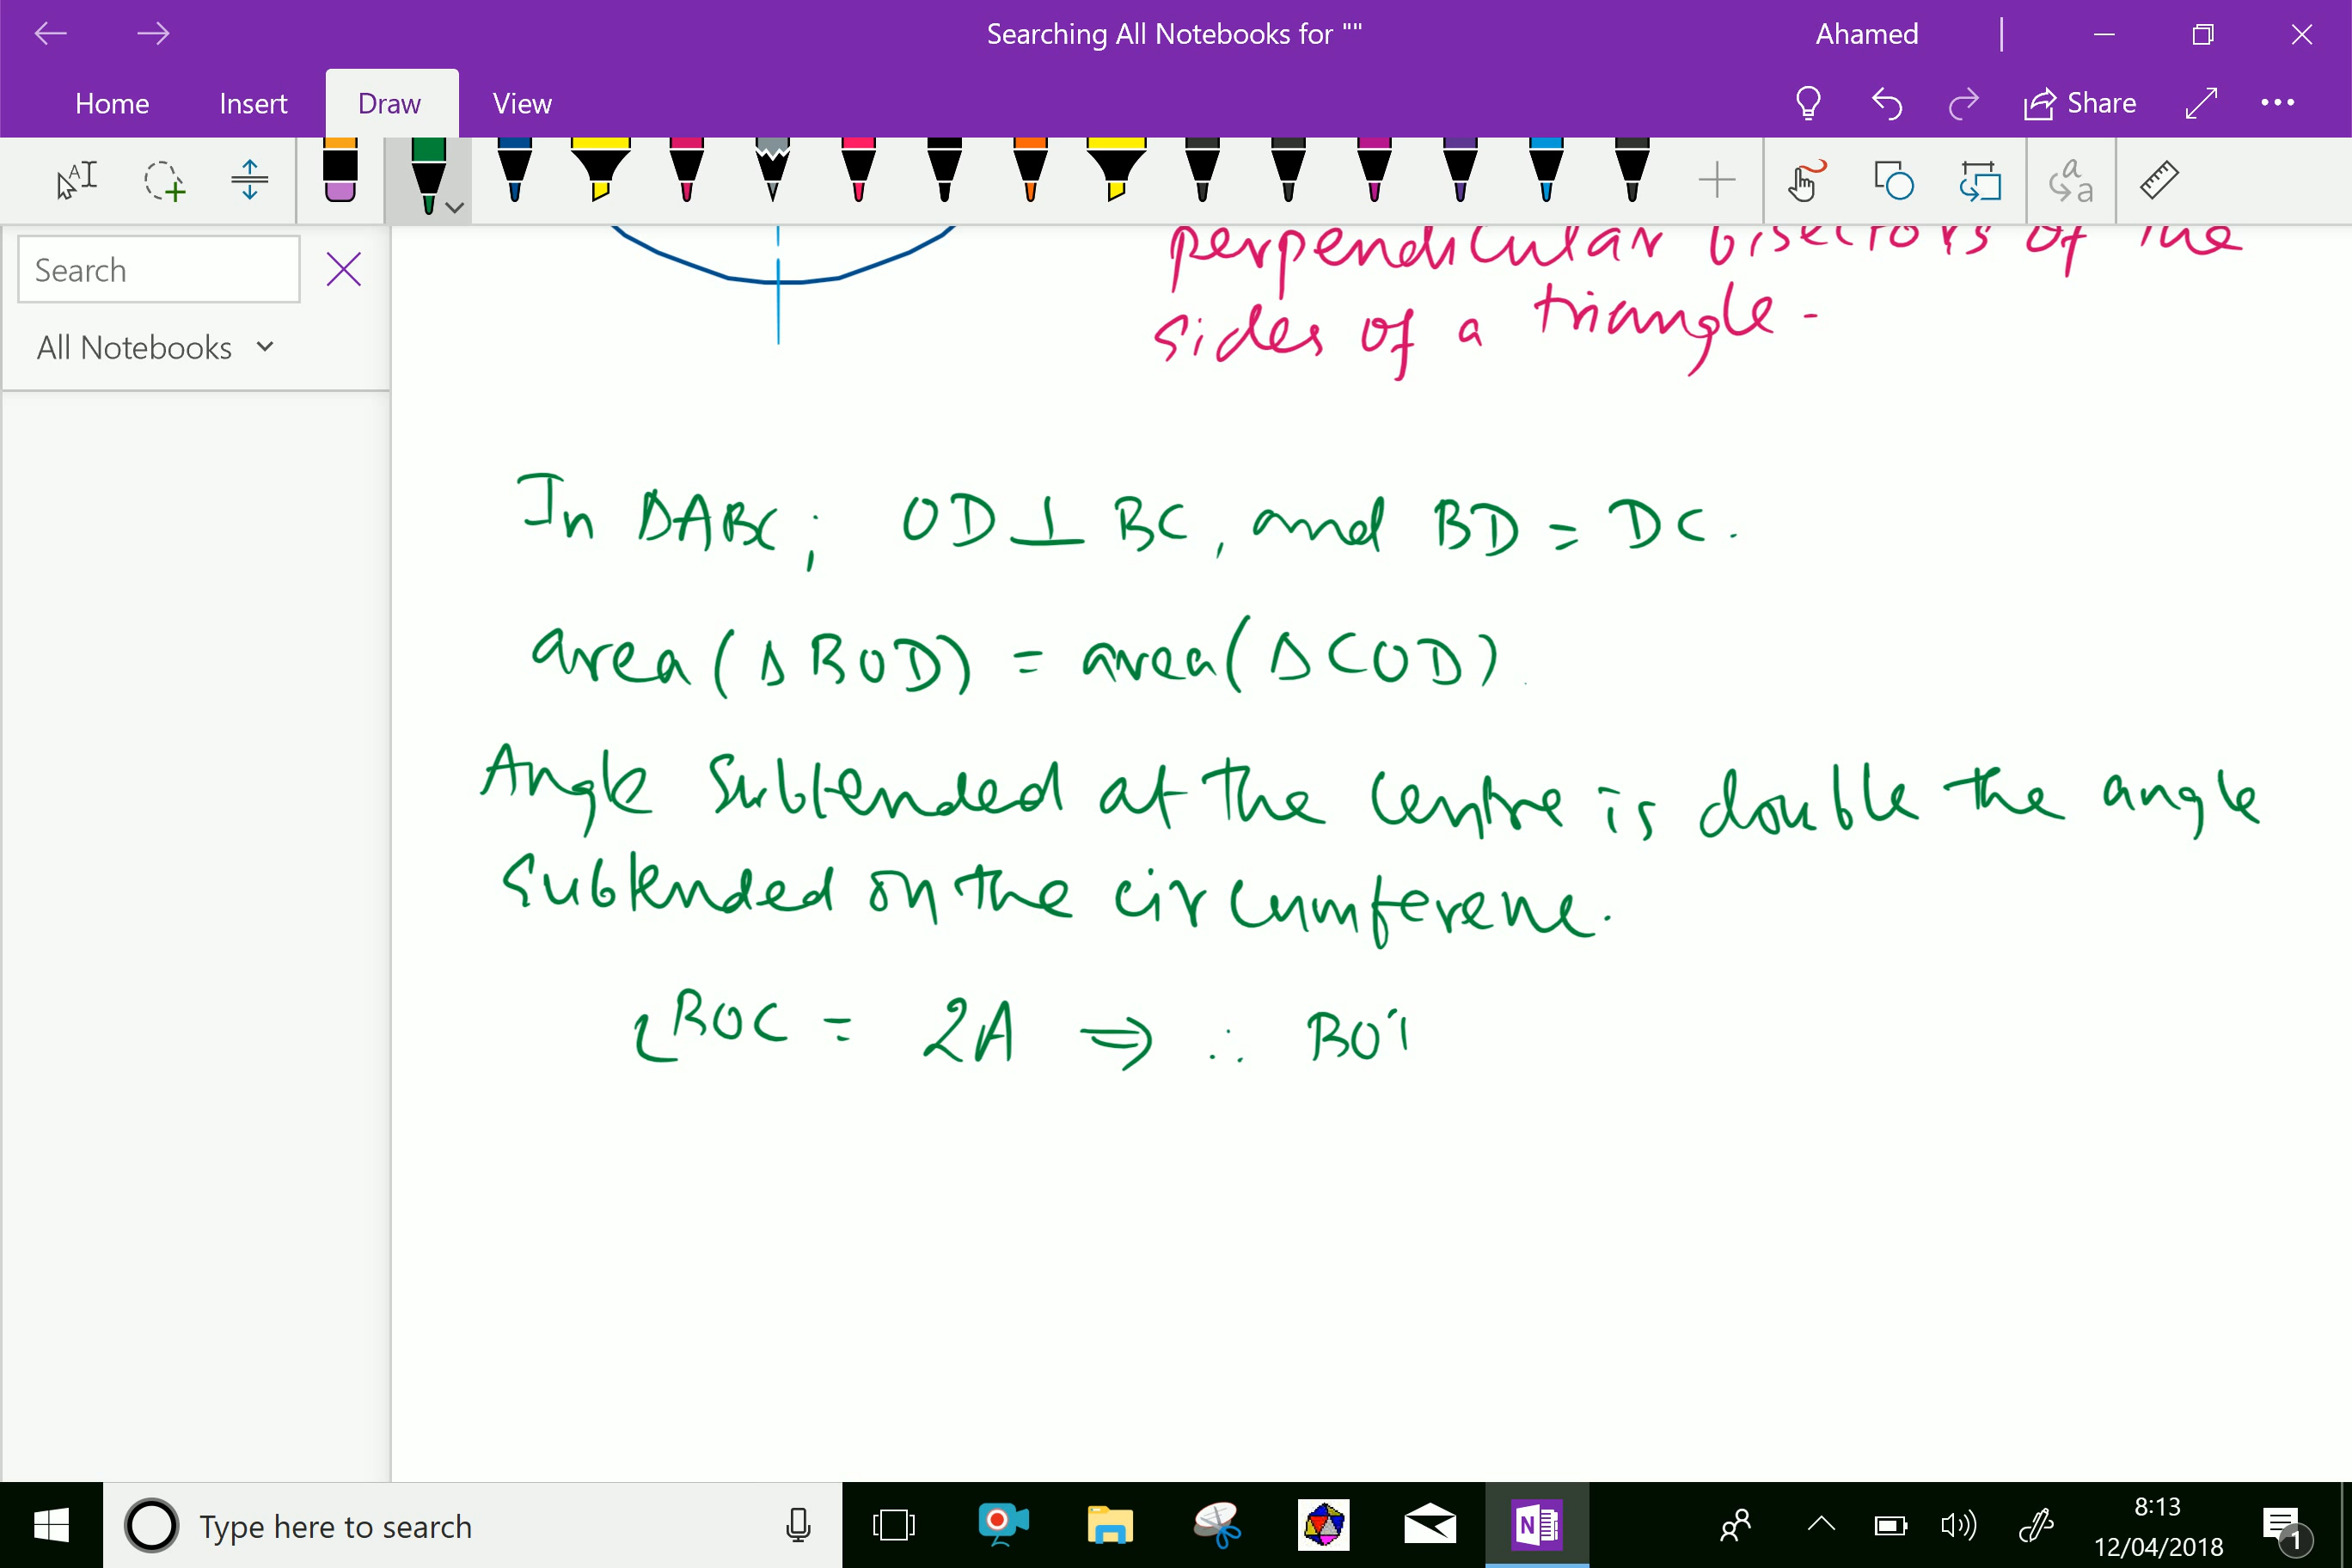 Searching All Notebooks for ""
Ahamed
Home Insert Draw View
Share
Search
All Notebooks
perpendicular bisectors of the
sides of a triangle -
In ΔABC; OD ⊥ BC, and BD = DC.
area (Δ BOD) = area (Δ COD)
Angle subtended at the centre is double the angle
subtended on the circumference.
∠BOC = 2A ⇒ ∴ BO
Type here to search
8:13
12/04/2018
1